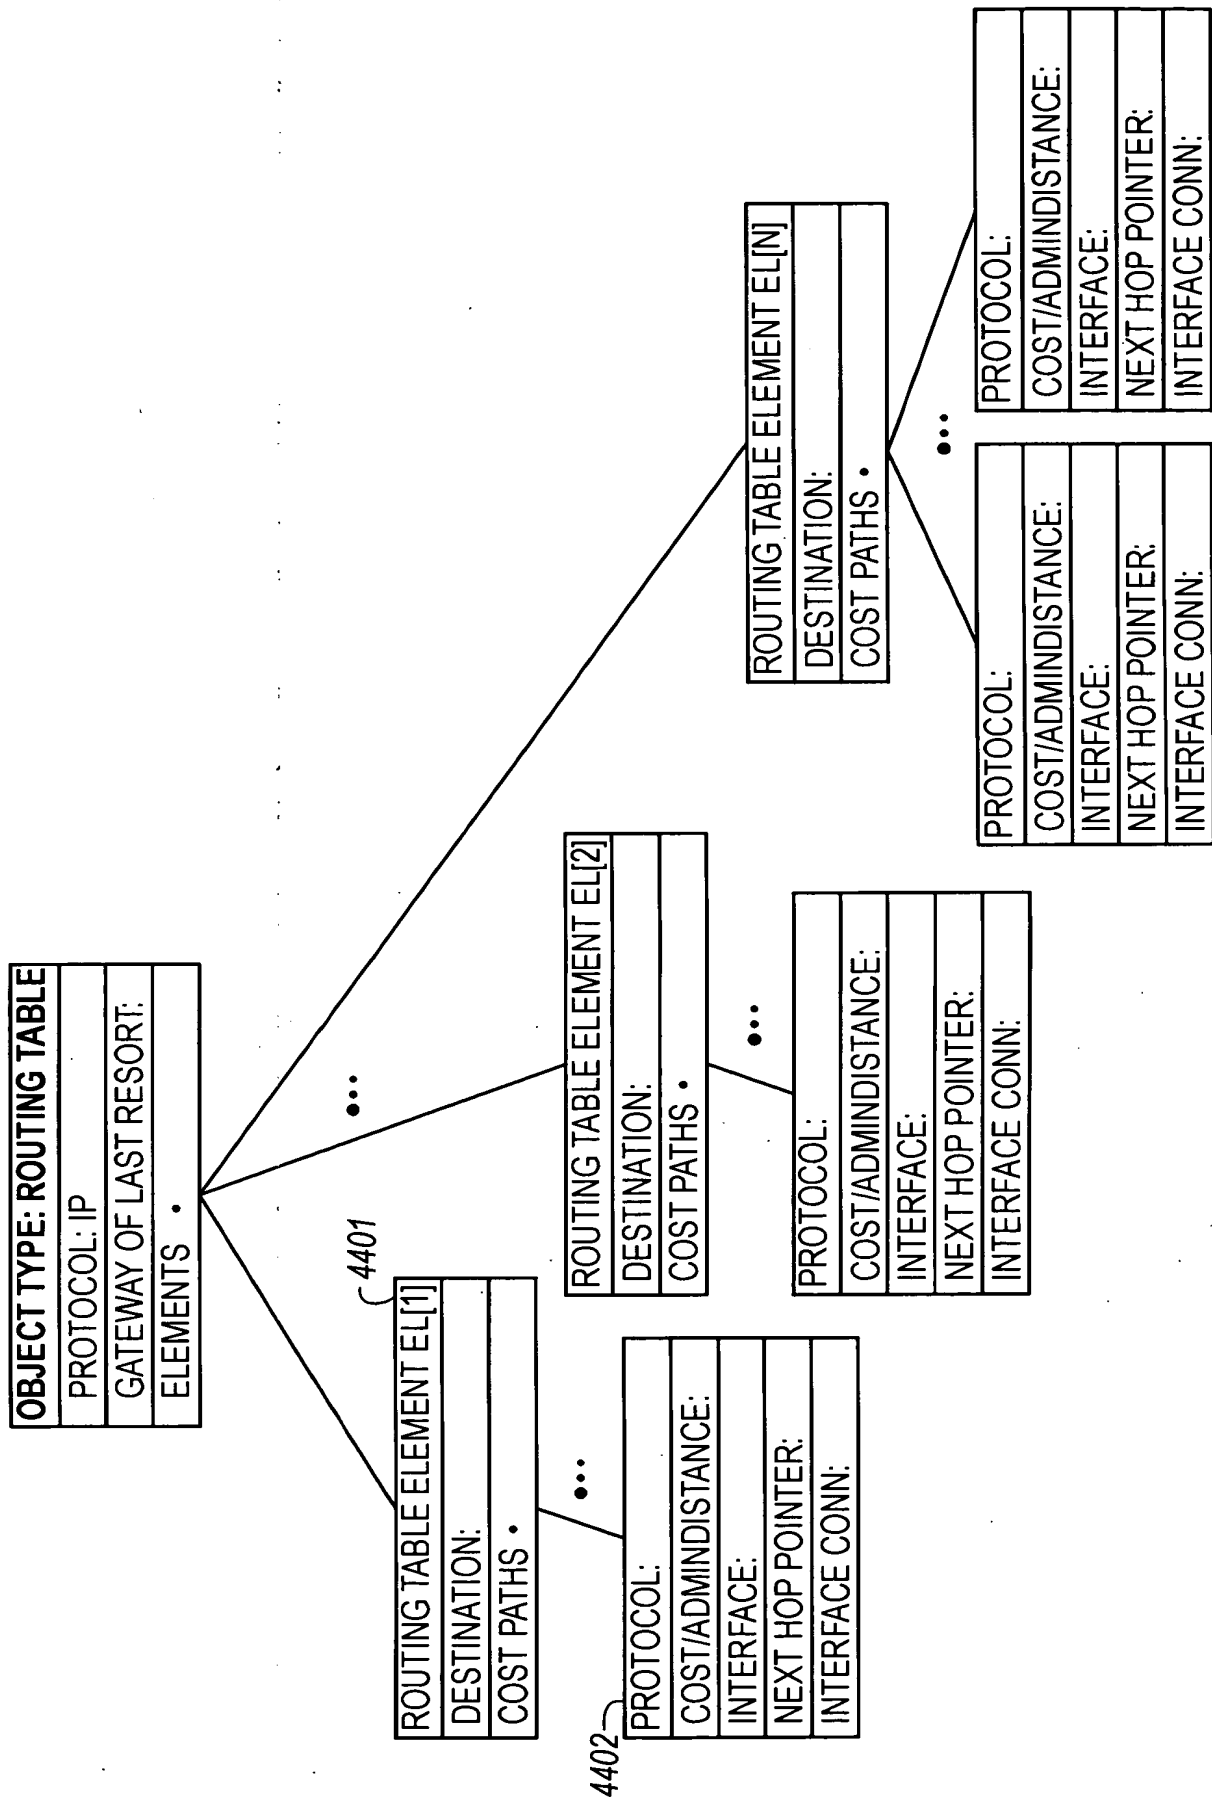 OBJECT TYPE: ROUTING TABLE
PROTOCOL: IP
GATEWAY OF LAST RESORT:
ELEMENTS •
•••
4401
ROUTING TABLE ELEMENT EL[1]
DESTINATION:
COST PATHS •
•••
4402
PROTOCOL:
COST/ADMINDISTANCE:
INTERFACE:
NEXT HOP POINTER:
INTERFACE CONN:
ROUTING TABLE ELEMENT EL[2]
DESTINATION:
COST PATHS •
•••
PROTOCOL:
COST/ADMINDISTANCE:
INTERFACE:
NEXT HOP POINTER:
INTERFACE CONN:
ROUTING TABLE ELEMENT EL[N]
DESTINATION:
COST PATHS •
•••
PROTOCOL:
COST/ADMINDISTANCE:
INTERFACE:
NEXT HOP POINTER:
INTERFACE CONN:
PROTOCOL:
COST/ADMINDISTANCE:
INTERFACE:
NEXT HOP POINTER:
INTERFACE CONN: